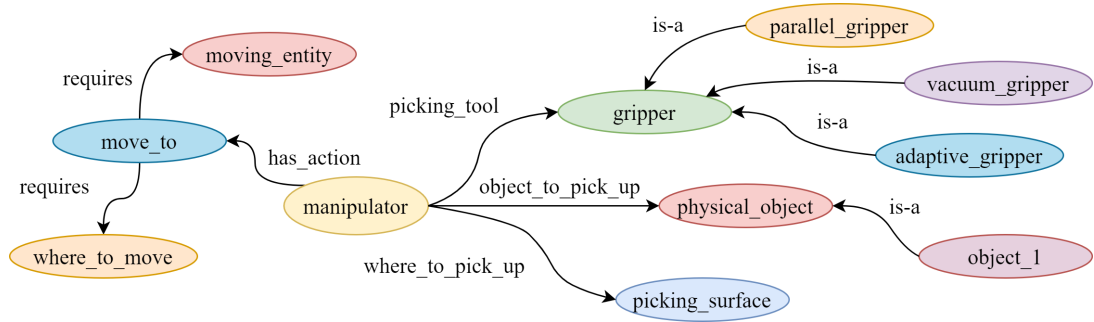 parallel_gripper
is-a
moving_entity
is-a
requires
vacuum_gripper
picking_tool
gripper
is-a
move_to
has_action
adaptive_gripper
requires
object_to_pick_up
manipulator
physical_object
is-a
where_to_move
where_to_pick_up
object_1
picking_surface